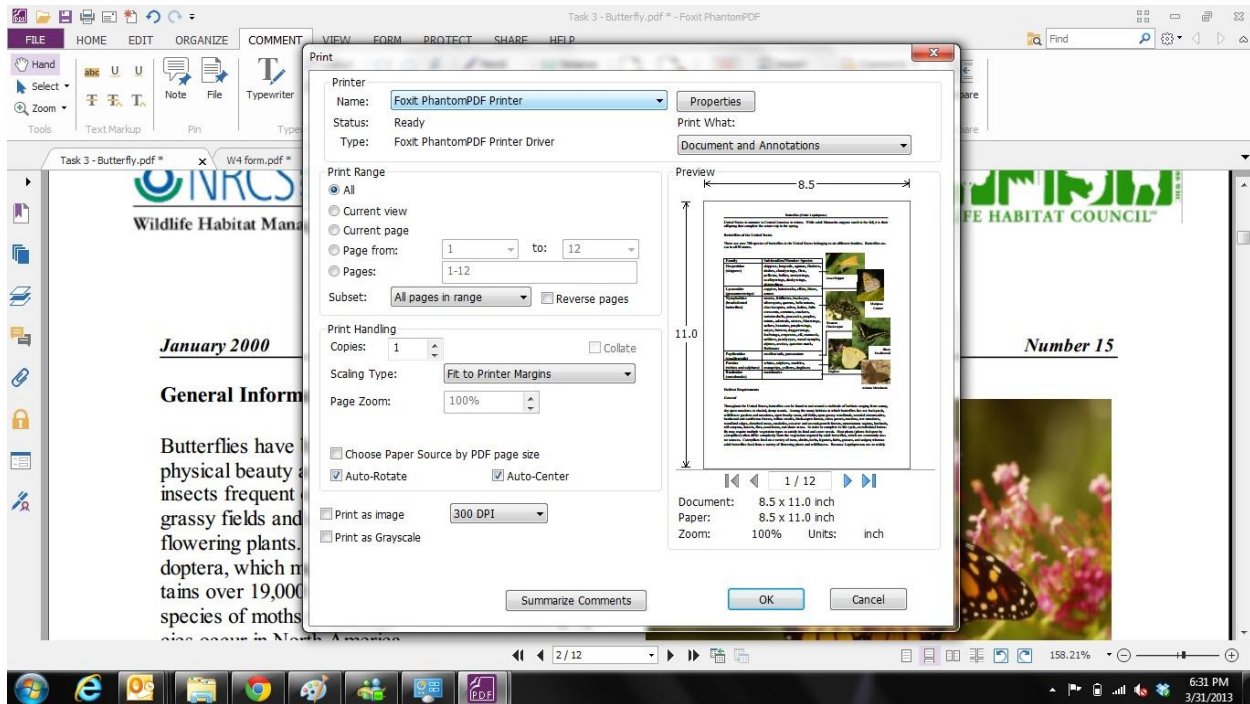 Task 3 - Butterfly.pdf * - Foxit PhantomPDF
FILE HOME EDIT ORGANIZE COMMENT VIEW FORM PROTECT SHARE HELP
Find
Hand
Select
Zoom
Tools
abc U U
T T T
Text Markup
Note File
Pin
Typewriter
Task 3 - Butterfly.pdf *
W4 form.pdf *
NRCS
Wildlife Habitat Mana
FE HABITAT COUNCIL
January 2000
Number 15
General Inform
Butterflies have
physical beauty a
insects frequent
grassy fields and
flowering plants.
doptera, which m
tains over 19,000
species of moths
cies occur in North America
Print
Printer
Name: Foxit PhantomPDF Printer
Properties
Status: Ready
Print What:
Type: Foxit PhantomPDF Printer Driver
Document and Annotations
Print Range
All
Current view
Current page
Page from: 1 to: 12
Pages: 1-12
Subset: All pages in range
Reverse pages
Print Handling
Copies: 1
Collate
Scaling Type: Fit to Printer Margins
Page Zoom: 100%
Choose Paper Source by PDF page size
Auto-Rotate
Auto-Center
Print as image
300 DPI
Print as Grayscale
Preview
8.5
11.0
1 / 12
Document: 8.5 x 11.0 inch
Paper: 8.5 x 11.0 inch
Zoom: 100% Units: inch
Summarize Comments
OK
Cancel
2 / 12
158.21%
PDF
6:31 PM
3/31/2013